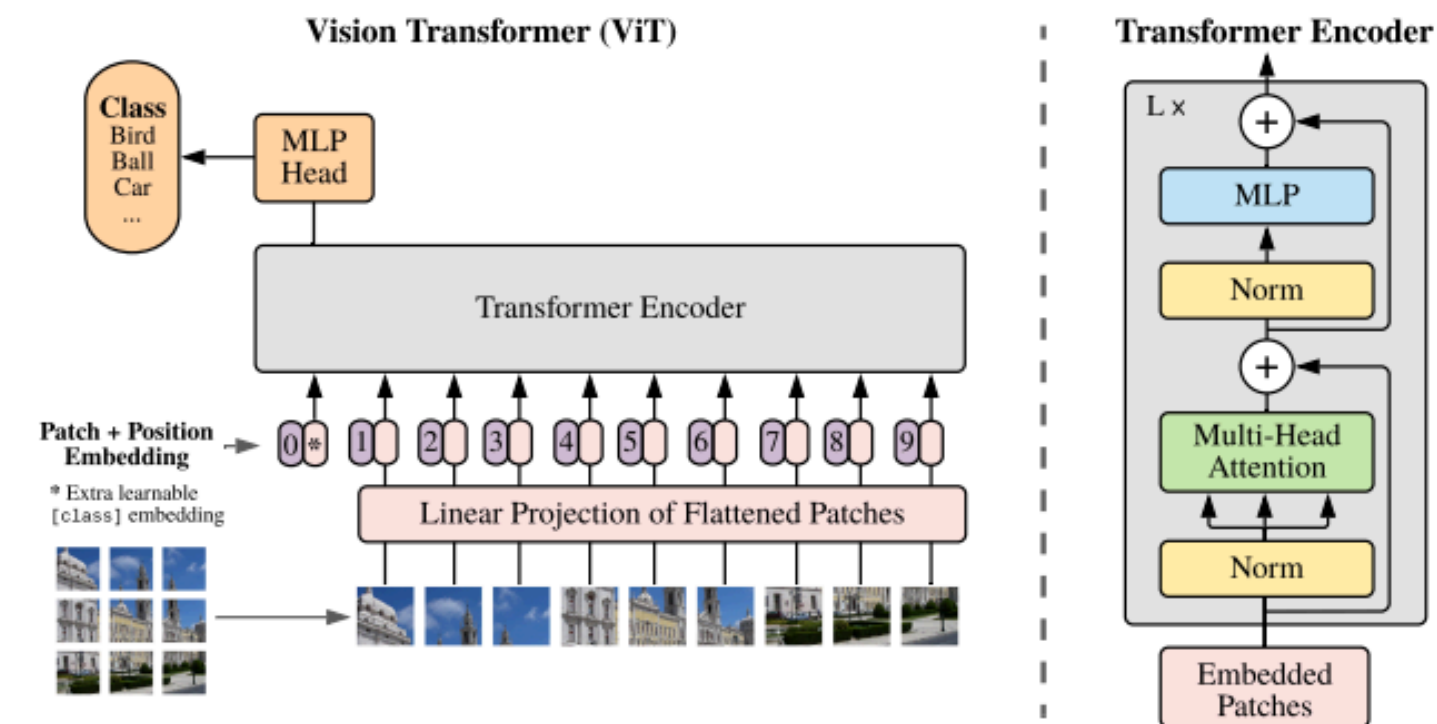 Vision Transformer (ViT)
Class
Bird
Ball
Car
...
MLP
Head
Transformer Encoder
Patch + Position
Embedding
* Extra learnable
[class] embedding
0 * 1 2 3 4 5 6 7 8 9
Linear Projection of Flattened Patches
Transformer Encoder
L x
+
MLP
Norm
+
Multi-Head
Attention
Norm
Embedded
Patches